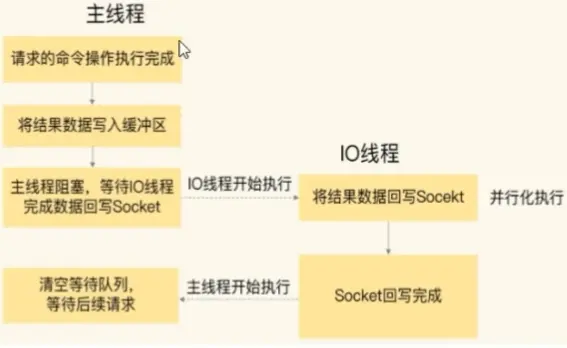 主线程
请求的命令操作执行完成
将结果数据写入缓冲区
主线程阻塞，等待IO线程
完成数据回写Socket
IO线程开始执行
IO线程
将结果数据回写Socekt
并行化执行
清空等待队列，
等待后续请求
主线程开始执行
Socket回写完成